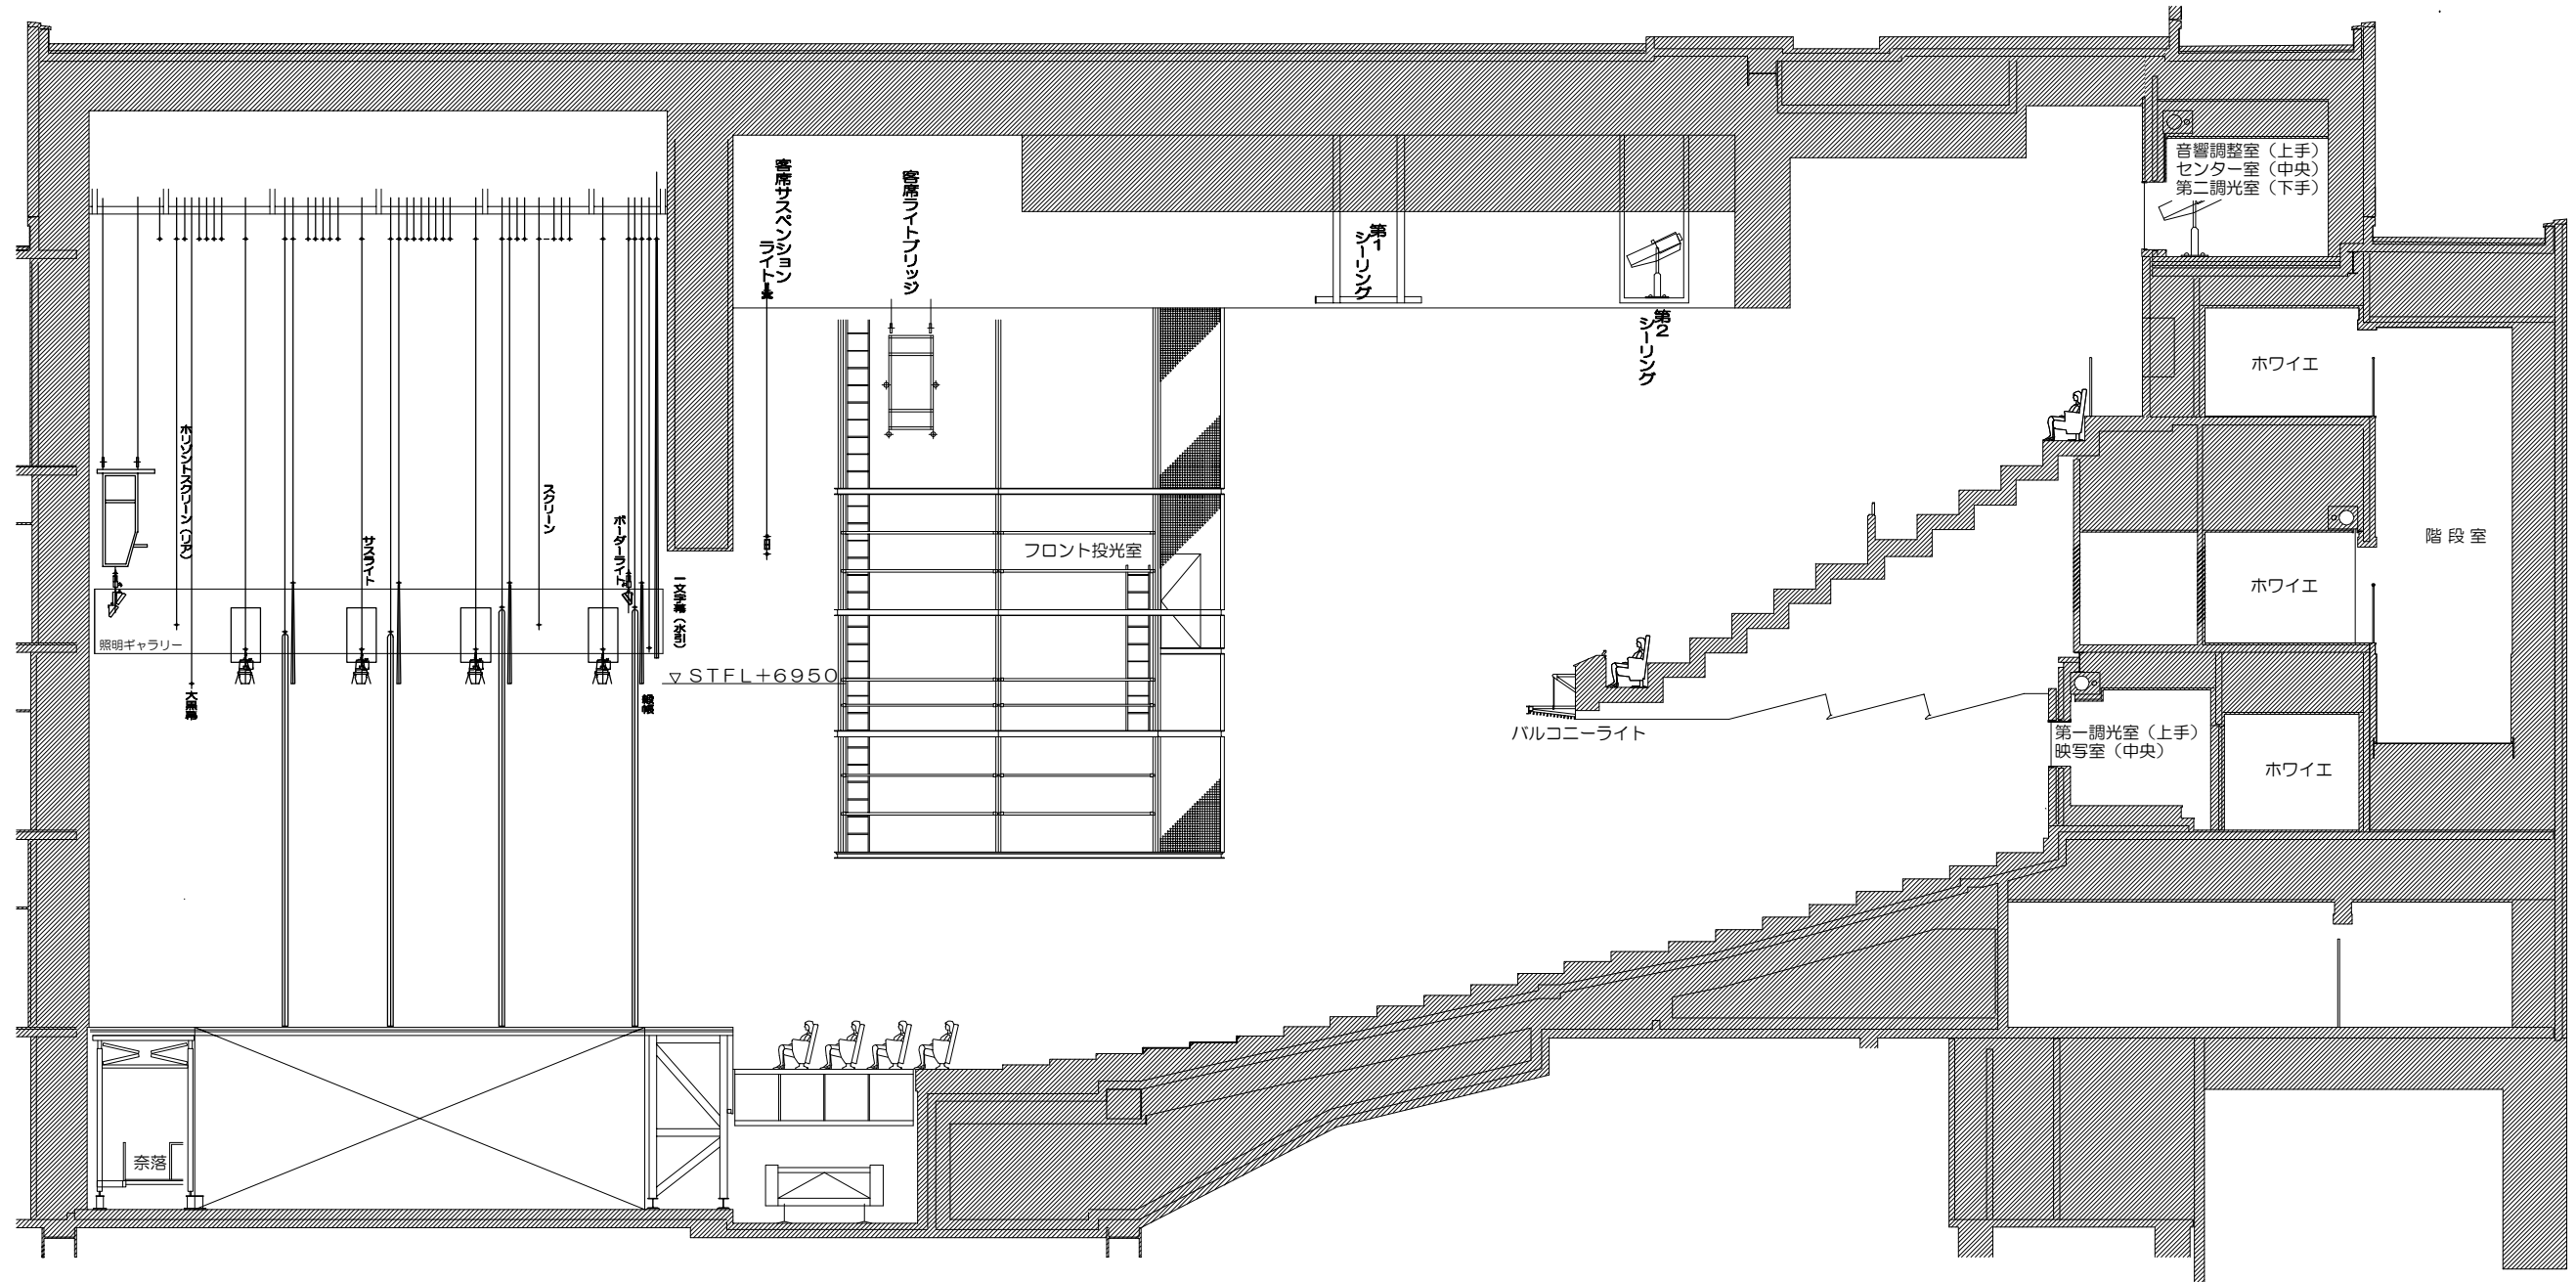 音響調整室（上手）
センター室（中央）
第二調光室（下手）
客席サスペンション
ライト
客席ライトブリッジ
第1
シーリング
第2
シーリング
ホワイエ
ホリゾントスクリーン（リア）
スクリーン
サスライト
ボーダーライト
階段室
フロント投光室
一文字幕（水引）
ホワイエ
照明ギャラリー
▽STFL+6950
大黒幕
緞帳
バルコニーライト
第一調光室（上手）
映写室（中央）
ホワイエ
奈落